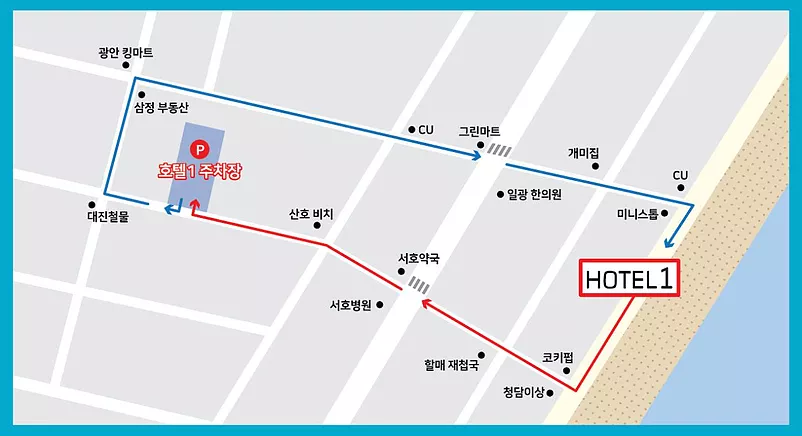 광안 킹마트
삼정 부동산
CU
그린마트
P
호텔1 주차장
개미집
CU
일광 한의원
대진철물
산호 비치
미니스톱
서호약국
HOTEL1
서호병원
코키펍
할매 재첩국
청담이상